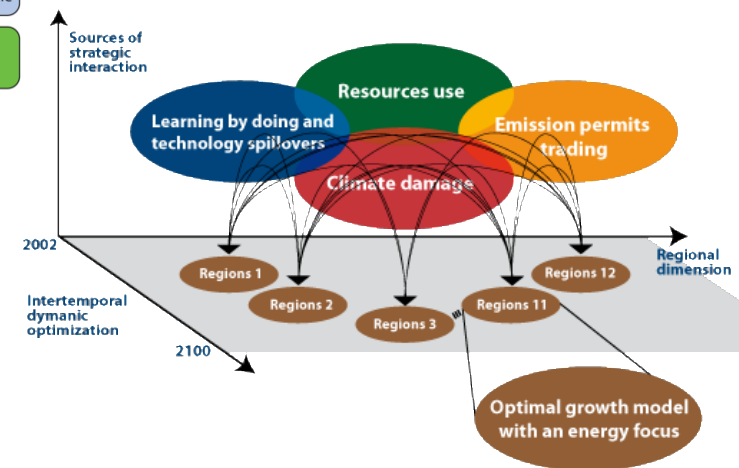 Sources of
strategic
interaction
Resources use
Learning by doing and
technology spillovers
Emission permits
trading
Climate damage
2002
Regional
dimension
Regions 1
Regions 12
Regions 2
Regions 11
Regions 3
Intertemporal
dymanic
optimization
2100
Optimal growth model
with an energy focus